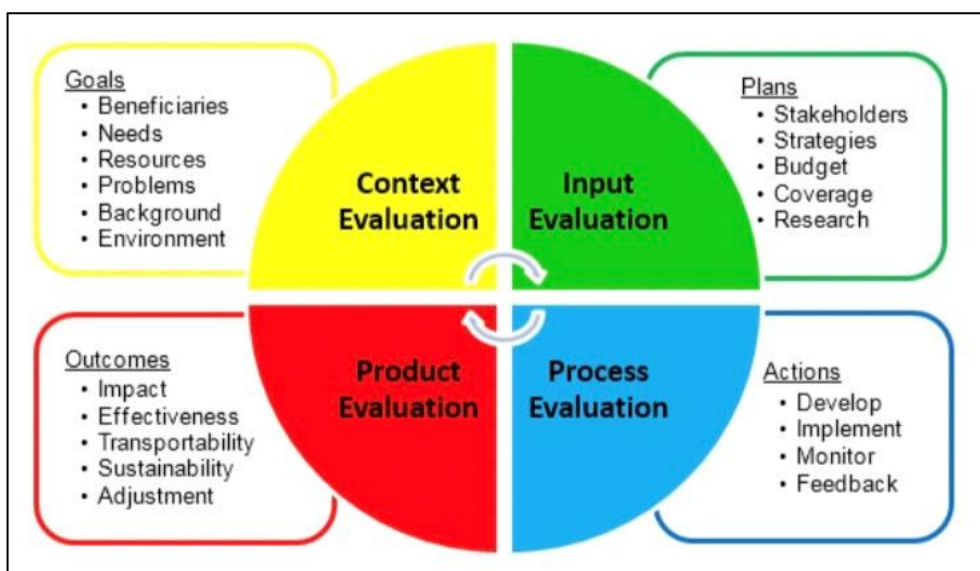 Goals
• Beneficiaries
• Needs
• Resources
• Problems
• Background
• Environment
Context
Evaluation
Input
Evaluation
Plans
• Stakeholders
• Strategies
• Budget
• Coverage
• Research
Outcomes
• Impact
• Effectiveness
• Transportability
• Sustainability
• Adjustment
Product
Evaluation
Process
Evaluation
Actions
• Develop
• Implement
• Monitor
• Feedback